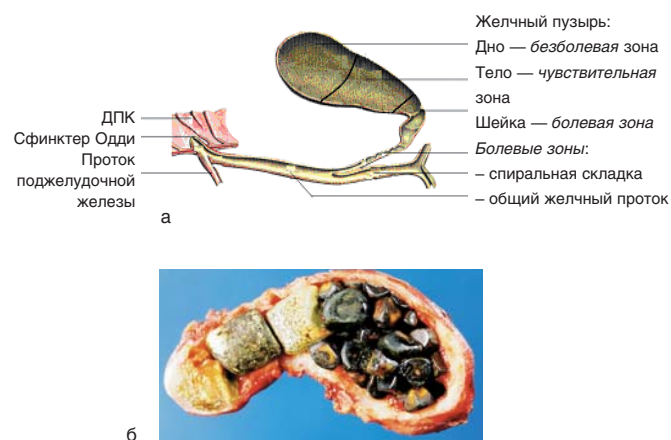 Желчный пузырь:
Дно — безболевая зона
Тело — чувствительная
зона
Шейка — болевая зона
Болевые зоны:
– спиральная складка
– общий желчный проток
ДПК
Сфинктер Одди
Проток
поджелудочной
железы
а
б